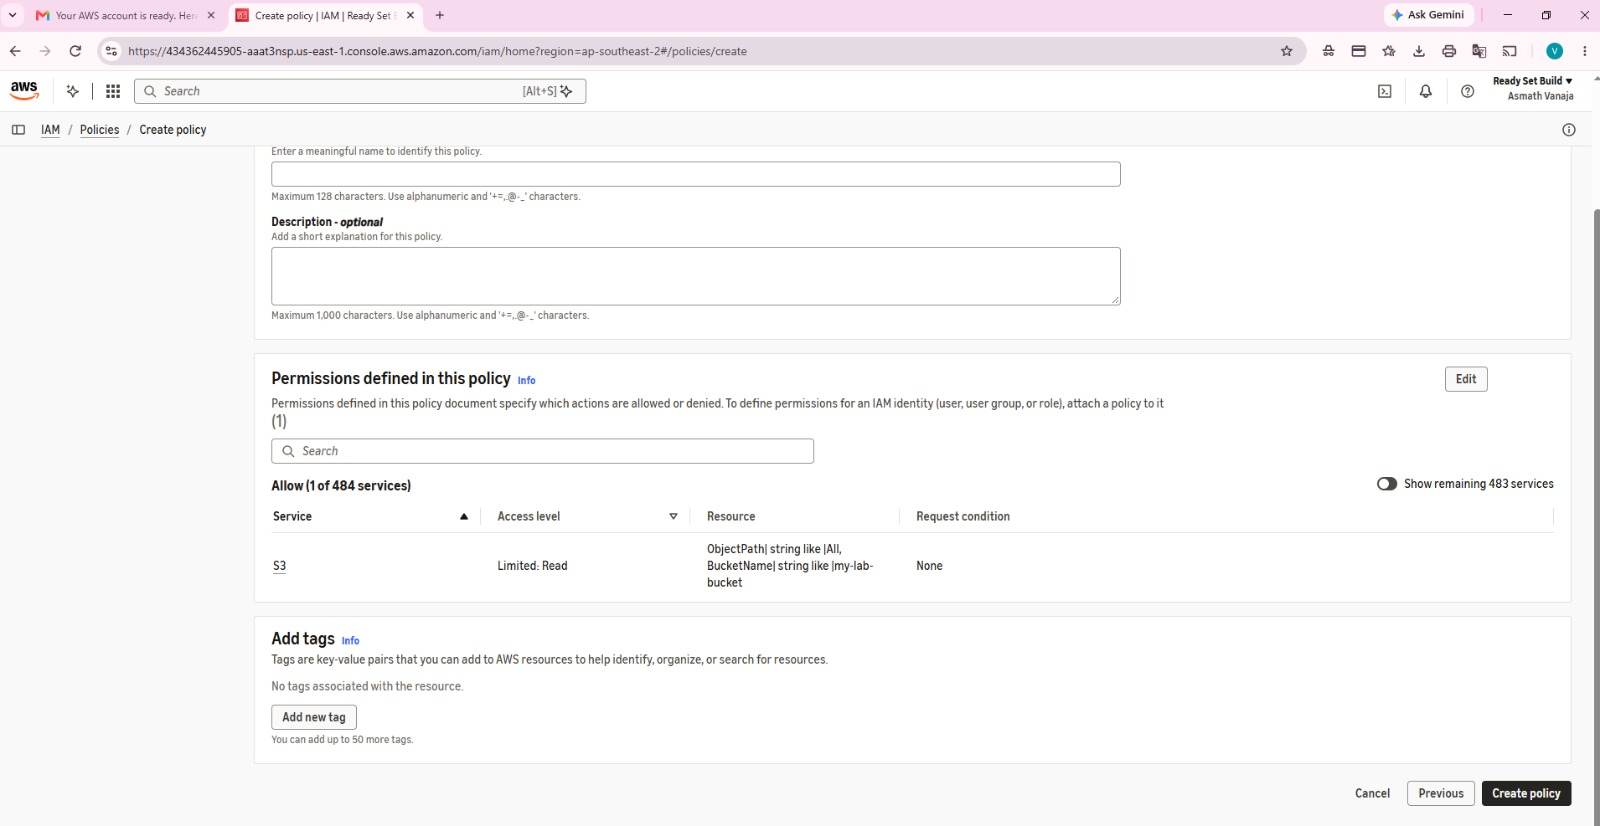 Your AWS account is ready. Her
Create policy | IAM | Ready Set
Ask Gemini
https://434362445905-aaat3nsp.us-east-1.console.aws.amazon.com/iam/home?region=ap-southeast-2#/policies/create
V
aws
Search
[Alt+S]
Ready Set Build
Asmath Vanaja
IAM / Policies / Create policy
Enter a meaningful name to identify this policy.
Maximum 128 characters. Use alphanumeric and '+=,.@-_' characters.
Description - optional
Add a short explanation for this policy.
Maximum 1,000 characters. Use alphanumeric and '+=,.@-_' characters.
Permissions defined in this policy Info
Edit
Permissions defined in this policy document specify which actions are allowed or denied. To define permissions for an IAM identity (user, user group, or role), attach a policy to it
(1)
Search
Allow (1 of 484 services)
Show remaining 483 services
Service Access level Resource Request condition
S3 Limited: Read ObjectPath| string like |All, BucketName| string like |my-lab-bucket None
Add tags Info
Tags are key-value pairs that you can add to AWS resources to help identify, organize, or search for resources.
No tags associated with the resource.
Add new tag
You can add up to 50 more tags.
Cancel Previous Create policy